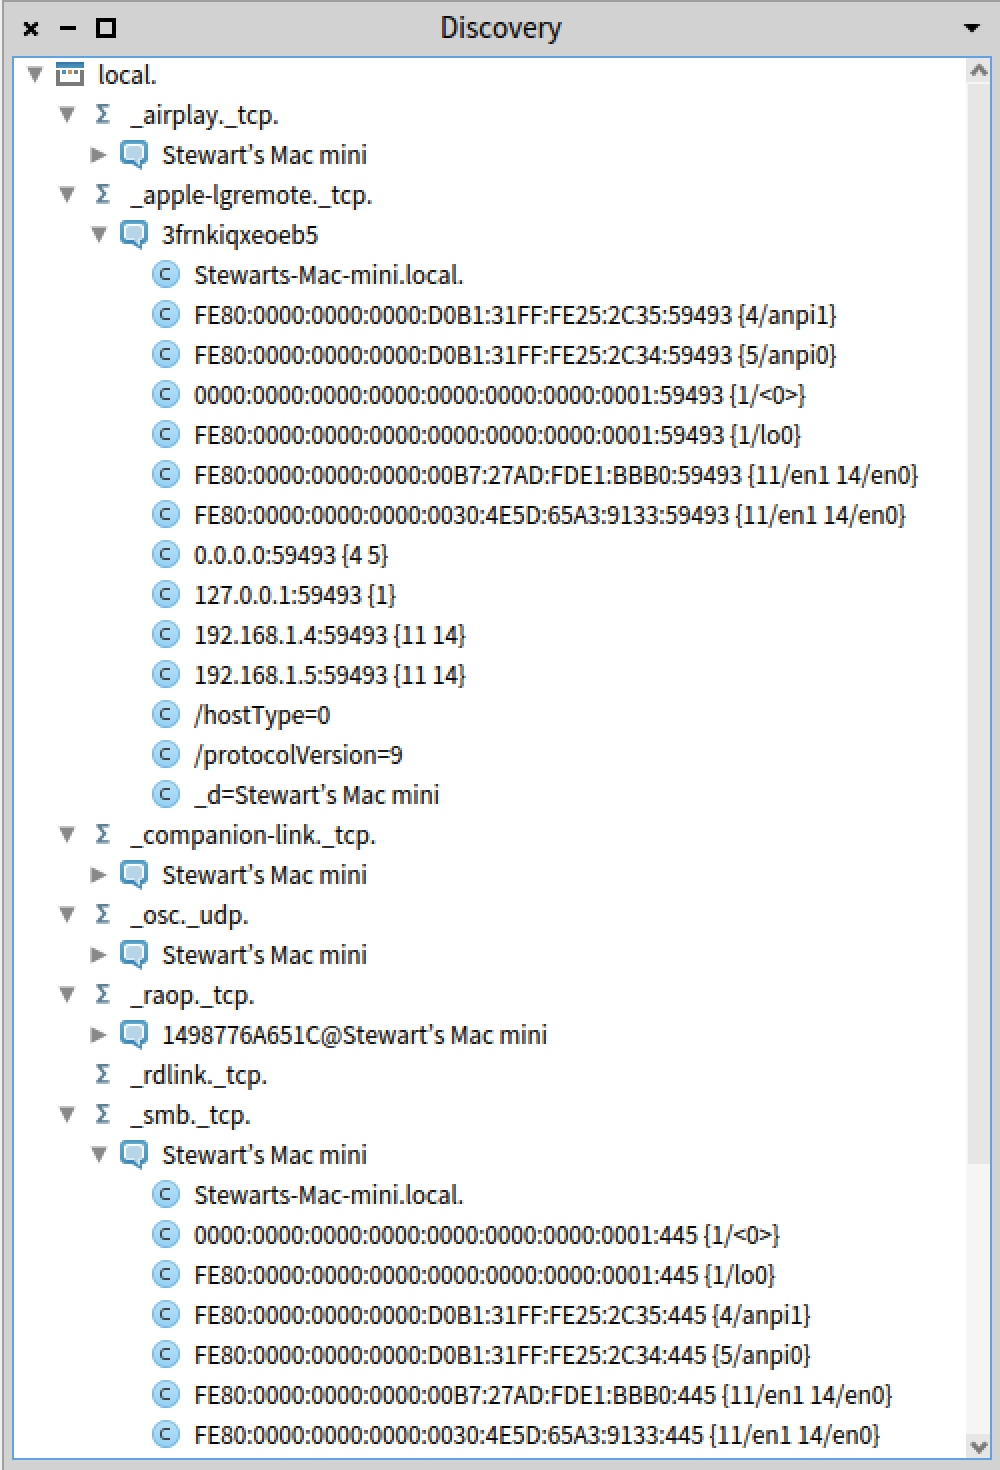 Discovery
local.
_airplay._tcp.
Stewart's Mac mini
_apple-lgremote._tcp.
3frnkiqxeoeb5
Stewarts-Mac-mini.local.
FE80:0000:0000:0000:D0B1:31FF:FE25:2C35:59493 {4/anpi1}
FE80:0000:0000:0000:D0B1:31FF:FE25:2C34:59493 {5/anpi0}
0000:0000:0000:0000:0000:0000:0000:0001:59493 {1/<0>}
FE80:0000:0000:0000:0000:0000:0000:0001:59493 {1/lo0}
FE80:0000:0000:0000:00B7:27AD:FDE1:BBB0:59493 {11/en1 14/en0}
FE80:0000:0000:0000:0030:4E5D:65A3:9133:59493 {11/en1 14/en0}
0.0.0.0:59493 {4 5}
127.0.0.1:59493 {1}
192.168.1.4:59493 {11 14}
192.168.1.5:59493 {11 14}
/hostType=0
/protocolVersion=9
_d=Stewart's Mac mini
_companion-link._tcp.
Stewart's Mac mini
_osc._udp.
Stewart's Mac mini
_raop._tcp.
1498776A651C@Stewart's Mac mini
_rdlink._tcp.
_smb._tcp.
Stewart's Mac mini
Stewarts-Mac-mini.local.
0000:0000:0000:0000:0000:0000:0000:0001:445 {1/<0>}
FE80:0000:0000:0000:0000:0000:0000:0001:445 {1/lo0}
FE80:0000:0000:0000:D0B1:31FF:FE25:2C35:445 {4/anpi1}
FE80:0000:0000:0000:D0B1:31FF:FE25:2C34:445 {5/anpi0}
FE80:0000:0000:0000:00B7:27AD:FDE1:BBB0:445 {11/en1 14/en0}
FE80:0000:0000:0000:0030:4E5D:65A3:9133:445 {11/en1 14/en0}